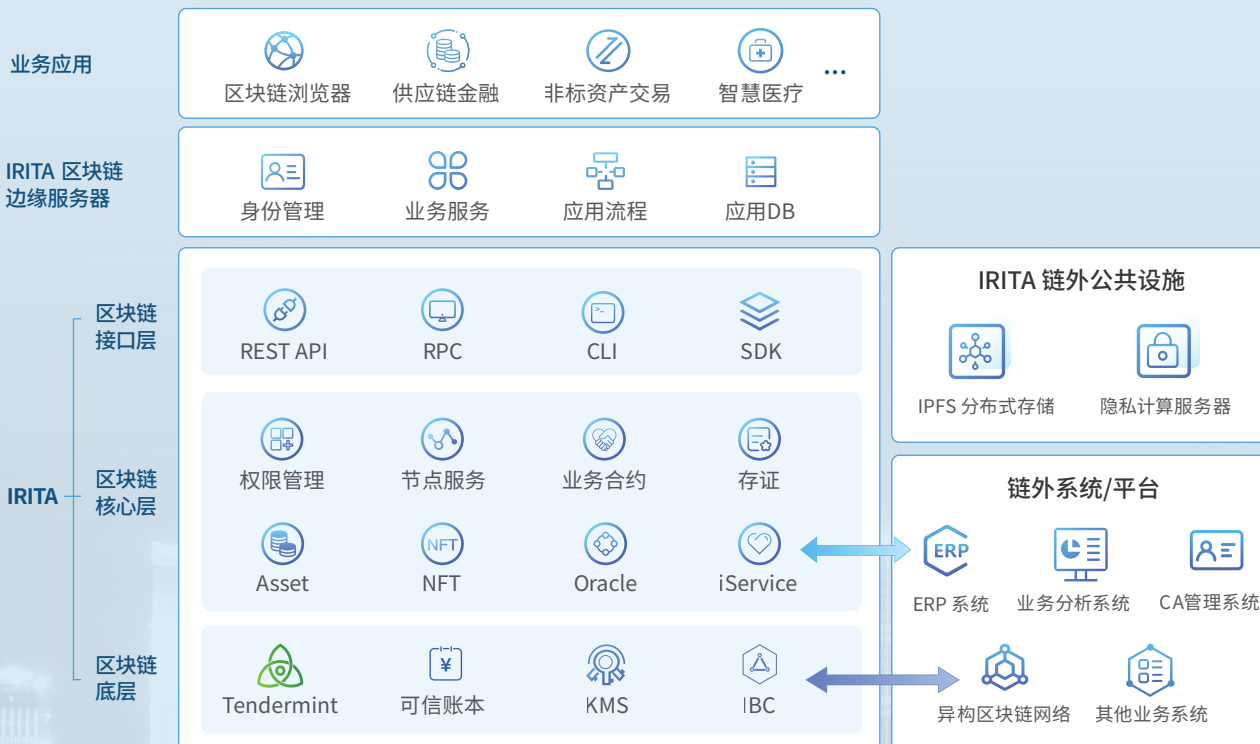 业务应用
区块链浏览器
供应链金融
非标资产交易
智慧医疗
...
IRITA 区块链
边缘服务器
身份管理
业务服务
应用流程
应用DB
IRITA
区块链
接口层
REST API
RPC
>_
CLI
SDK
区块链
核心层
权限管理
节点服务
业务合约
存证
Asset
NFT
NFT
Oracle
iService
区块链
底层
Tendermint
¥
可信账本
KMS
IBC
IRITA 链外公共设施
IPFS 分布式存储
隐私计算服务器
链外系统/平台
ERP
ERP 系统
业务分析系统
CA管理系统
异构区块链网络
其他业务系统